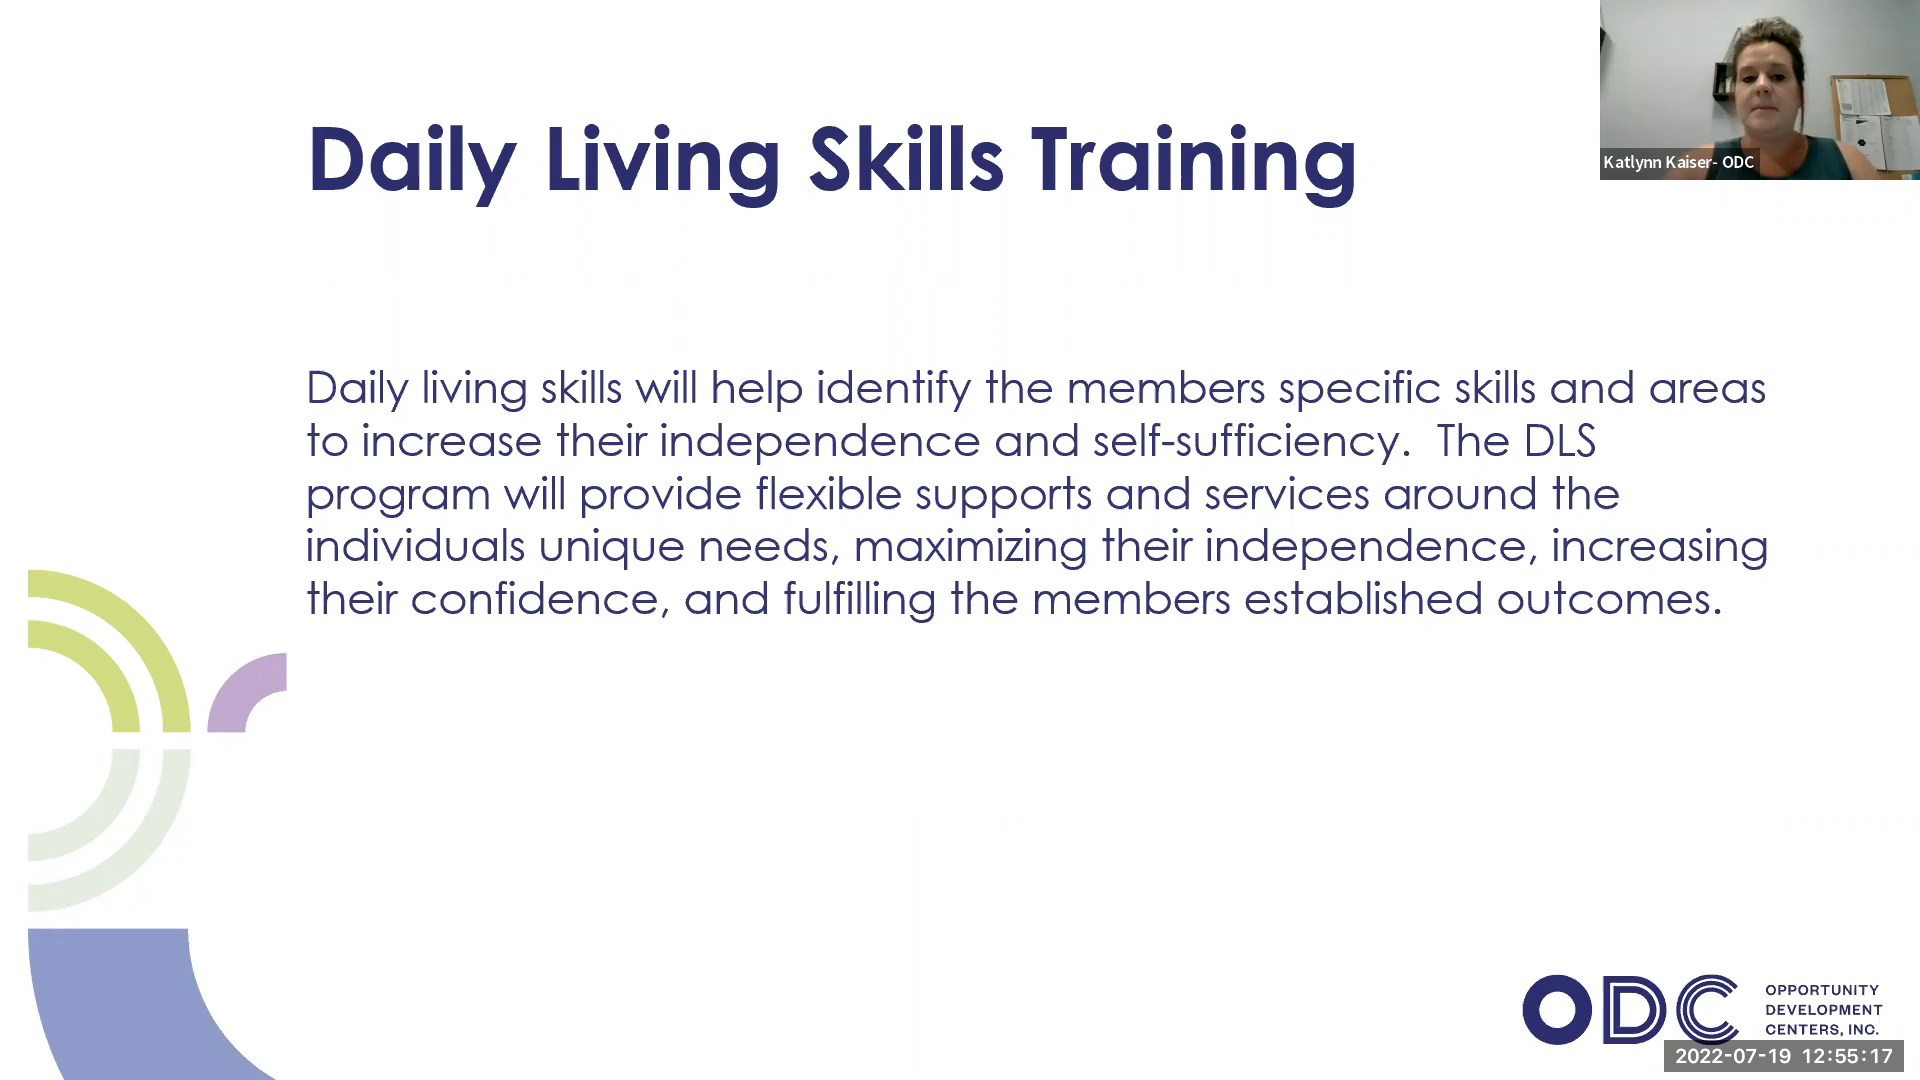 Daily Living Skills Training
Katlynn Kaiser- ODC
Daily living skills will help identify the members specific skills and areas
to increase their independence and self-sufficiency.  The DLS
program will provide flexible supports and services around the
individuals unique needs, maximizing their independence, increasing
their confidence, and fulfilling the members established outcomes.
ODC
OPPORTUNITY
DEVELOPMENT
CENTERS, INC.
2022-07-19 12:55:17